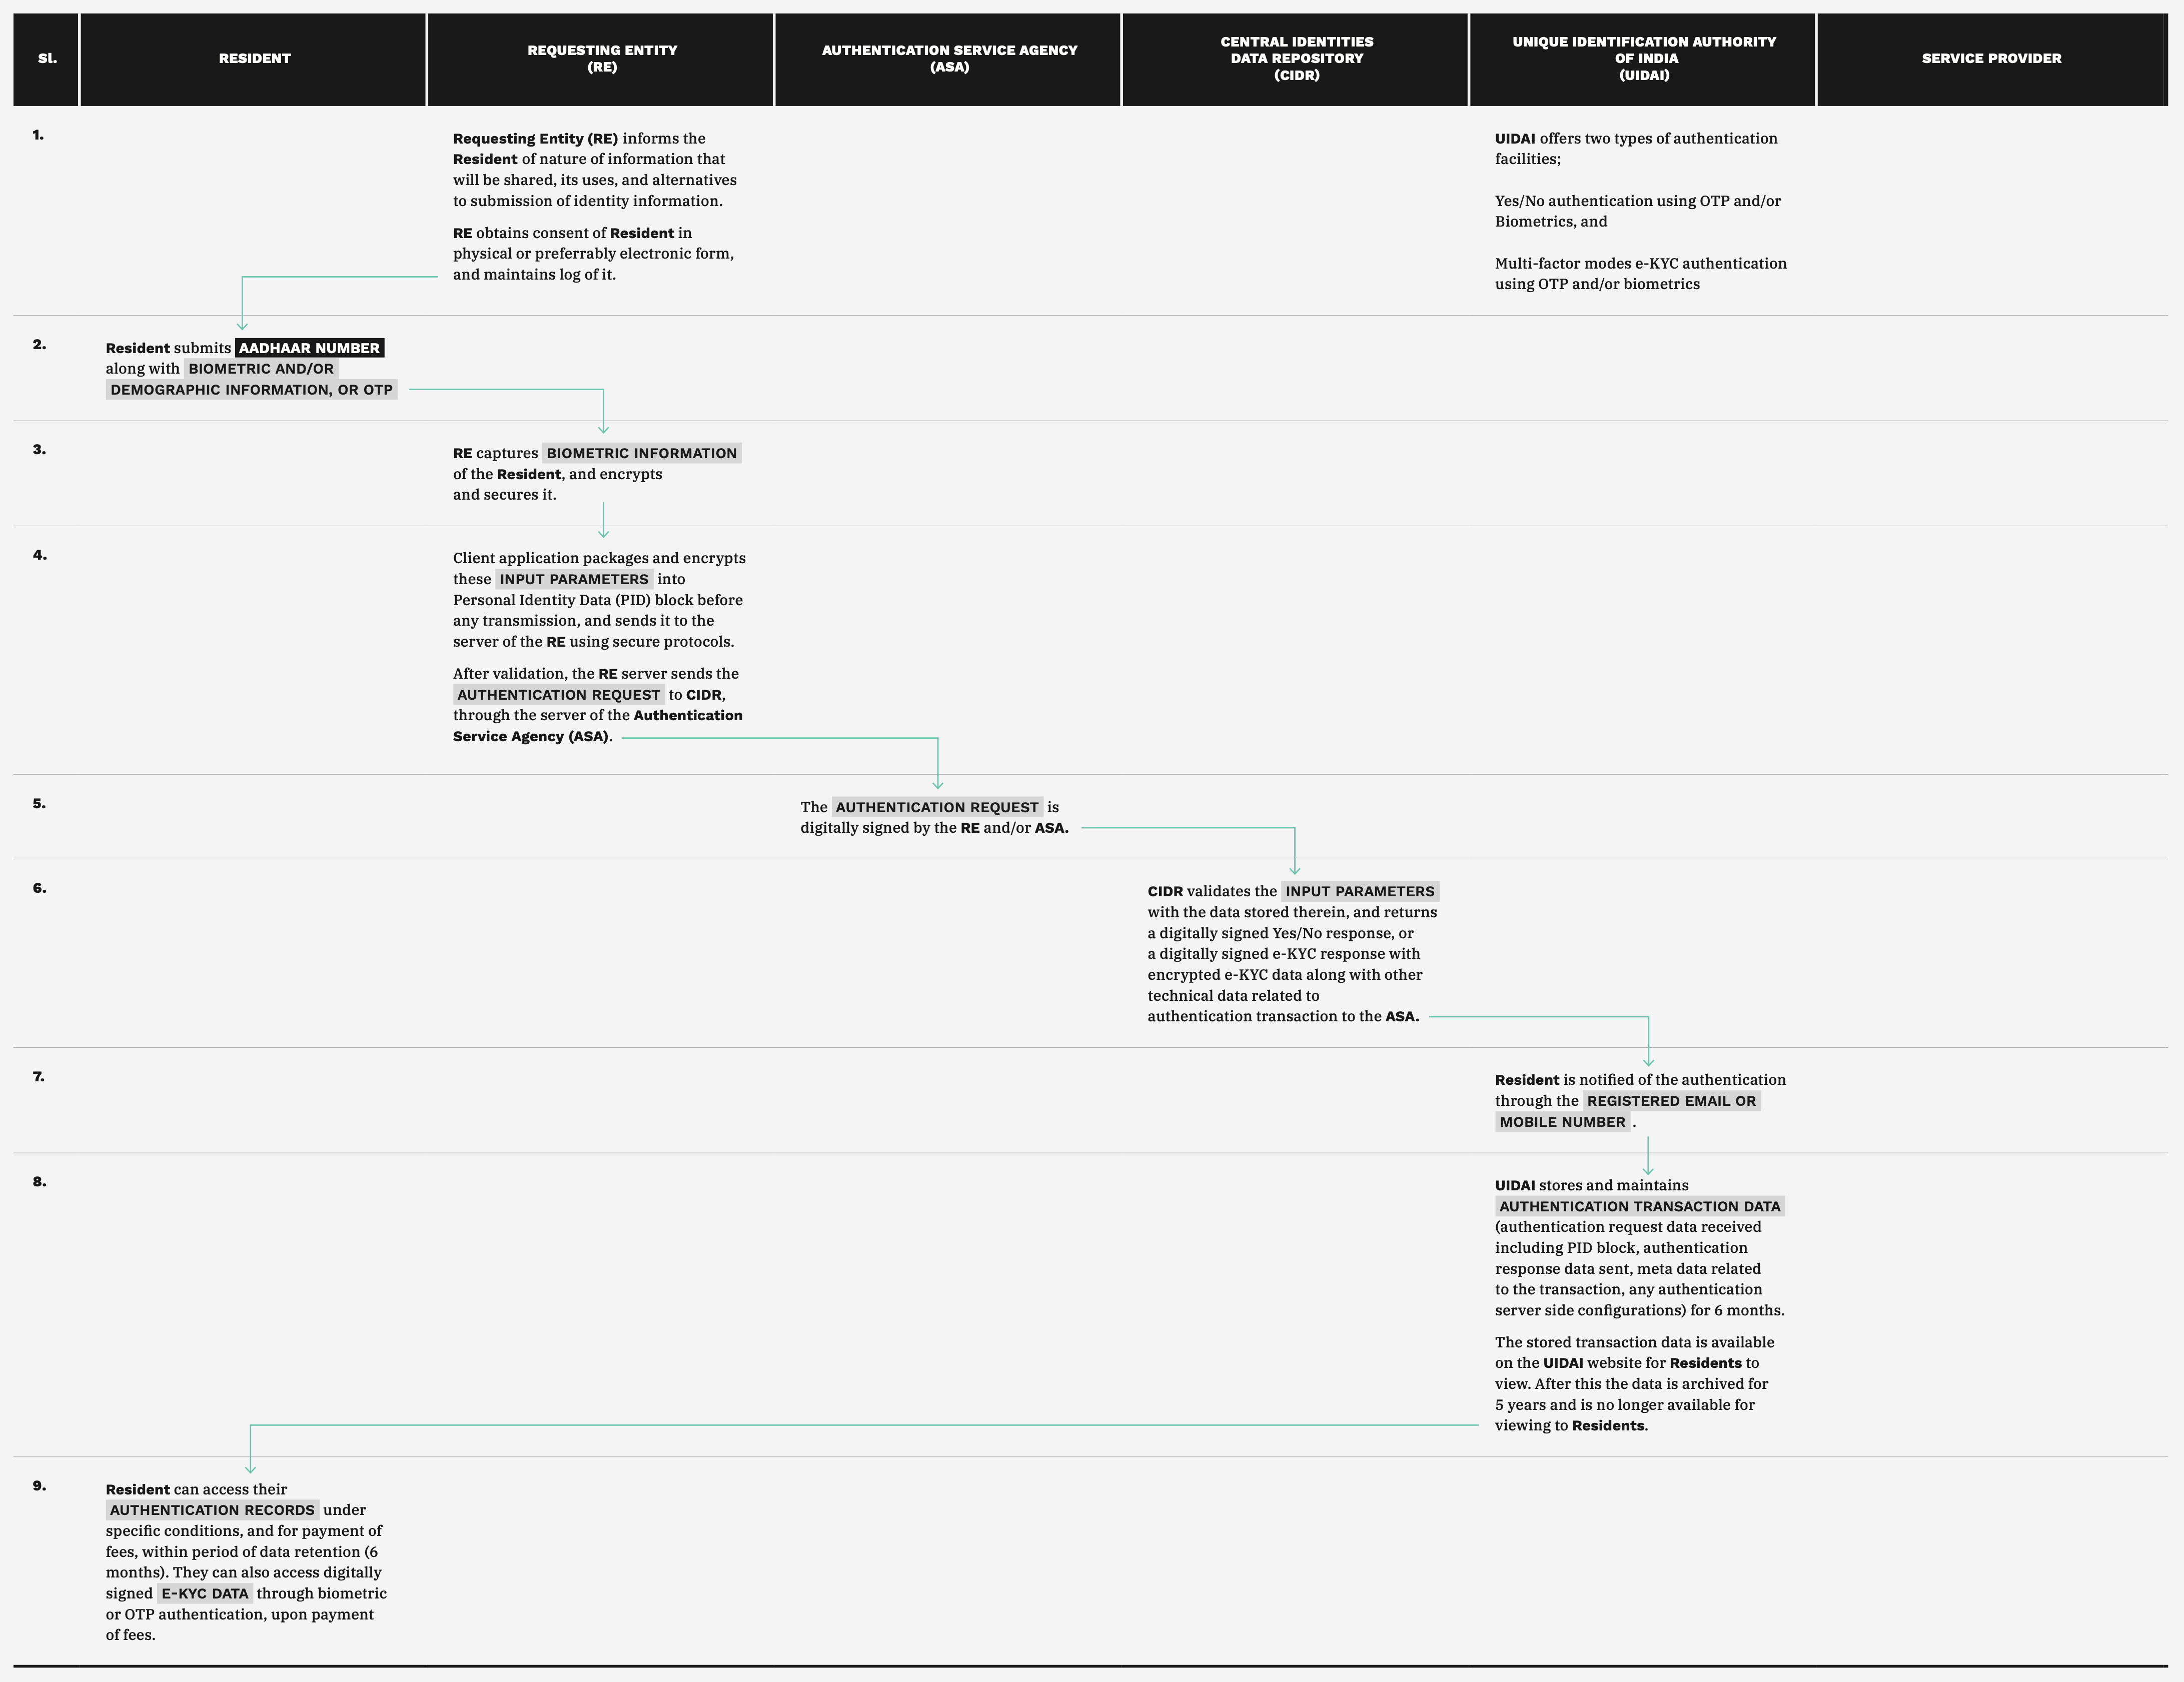 Sl.
RESIDENT
REQUESTING ENTITY
(RE)
AUTHENTICATION SERVICE AGENCY
(ASA)
CENTRAL IDENTITIES
DATA REPOSITORY
(CIDR)
UNIQUE IDENTIFICATION AUTHORITY
OF INDIA
(UIDAI)
SERVICE PROVIDER
1.
Requesting Entity (RE) informs the
Resident of nature of information that
will be shared, its uses, and alternatives
to submission of identity information.
RE obtains consent of Resident in
physical or preferrably electronic form,
and maintains log of it.
UIDAI offers two types of authentication
facilities;
Yes/No authentication using OTP and/or
Biometrics, and
Multi-factor modes e-KYC authentication
using OTP and/or biometrics
2.
Resident submits AADHAAR NUMBER
along with BIOMETRIC AND/OR
DEMOGRAPHIC INFORMATION, OR OTP
3.
RE captures BIOMETRIC INFORMATION
of the Resident, and encrypts
and secures it.
4.
Client application packages and encrypts
these INPUT PARAMETERS into
Personal Identity Data (PID) block before
any transmission, and sends it to the
server of the RE using secure protocols.
After validation, the RE server sends the
AUTHENTICATION REQUEST to CIDR,
through the server of the Authentication
Service Agency (ASA).
5.
The AUTHENTICATION REQUEST is
digitally signed by the RE and/or ASA.
6.
CIDR validates the INPUT PARAMETERS
with the data stored therein, and returns
a digitally signed Yes/No response, or
a digitally signed e-KYC response with
encrypted e-KYC data along with other
technical data related to
authentication transaction to the ASA.
7.
Resident is notified of the authentication
through the REGISTERED EMAIL OR
MOBILE NUMBER .
8.
UIDAI stores and maintains
AUTHENTICATION TRANSACTION DATA
(authentication request data received
including PID block, authentication
response data sent, meta data related
to the transaction, any authentication
server side configurations) for 6 months.
The stored transaction data is available
on the UIDAI website for Residents to
view. After this the data is archived for
5 years and is no longer available for
viewing to Residents.
9.
Resident can access their
AUTHENTICATION RECORDS under
specific conditions, and for payment of
fees, within period of data retention (6
months). They can also access digitally
signed E-KYC DATA through biometric
or OTP authentication, upon payment
of fees.